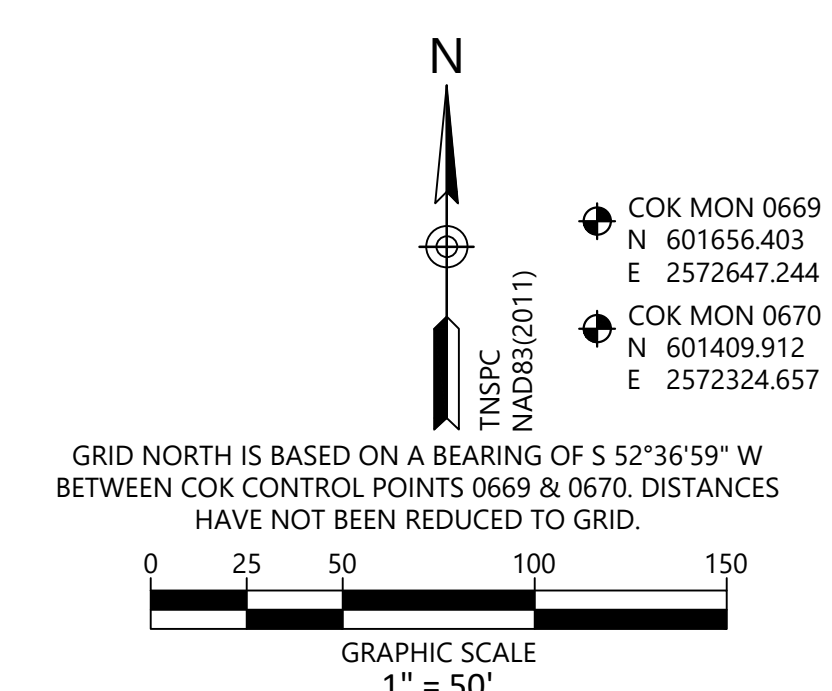 N
COK MON 0669
N 601656.403
E 2572647.244
COK MON 0670
N 601409.912
E 2572324.657
TNSPC
NAD83(2011)
GRID NORTH IS BASED ON A BEARING OF S 52°36'59" W
BETWEEN COK CONTROL POINTS 0669 & 0670. DISTANCES
HAVE NOT BEEN REDUCED TO GRID.
0 25 50 100 150
GRAPHIC SCALE
1" = 50'